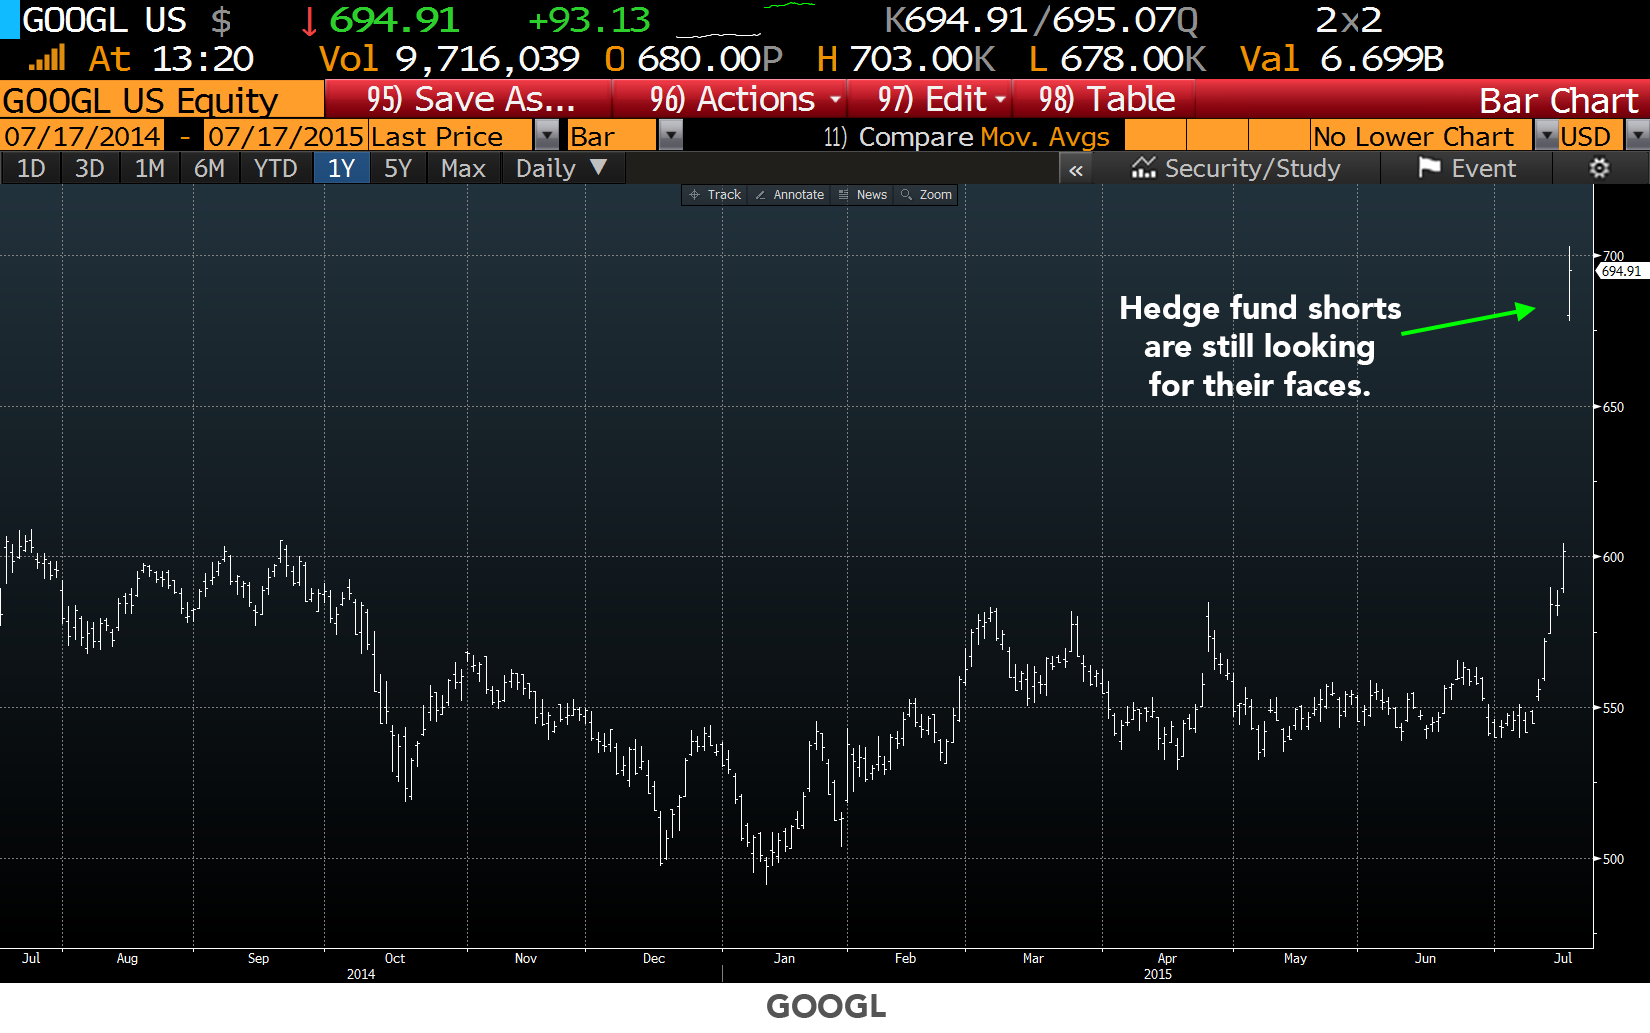 GOOGL US $ ↓ 694.91 +93.13 K694.91/695.07Q 2x2
At 13:20 Vol 9,716,039 O 680.00P H 703.00K L 678.00K Val 6.699B
GOOGL US Equity 95) Save As... 96) Actions 97) Edit 98) Table Bar Chart
07/17/2014 - 07/17/2015 Last Price Bar 11) Compare Mov. Avgs No Lower Chart USD
1D 3D 1M 6M YTD 1Y 5Y Max Daily ▼ « Security/Study Event
Track Annotate News Zoom
700
694.91
Hedge fund shorts
are still looking
for their faces.
650
600
550
500
Jul Aug Sep Oct Nov Dec Jan Feb Mar Apr May Jun Jul
2014 2015
GOOGL